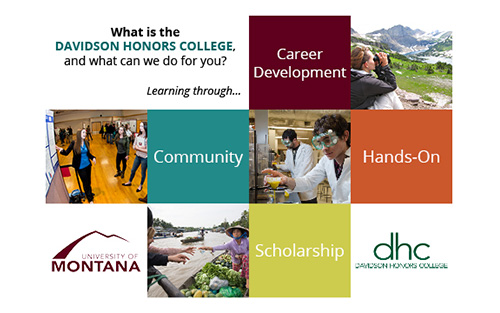 What is the
DAVIDSON HONORS COLLEGE,
and what can we do for you?
Learning through...
Career
Development
Community
Hands-On
UNIVERSITY OF
MONTANA
Scholarship
dhc
DAVIDSON HONORS COLLEGE